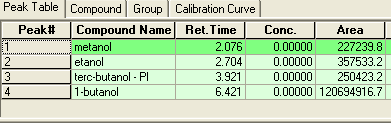 Peak Table Compound Group Calibration Curve
Peak# Compound Name Ret.Time Conc. Area
1 metanol 2.076 0.00000 227239.8
2 etanol 2.704 0.00000 357533.2
3 terc-butanol - PI 3.921 0.00000 250423.2
4 1-butanol 6.421 0.00000 120694916.7